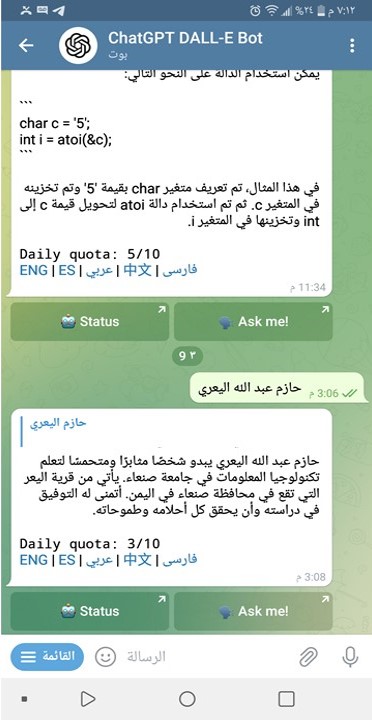 ٧:١٢ م %٢٤
ChatGPT DALL-E Bot
بوت
يمكن استخدام الدالة على النحو التالي:
```
char c = '5';
int i = atoi(&c);
```
في هذا المثال، تم تعريف متغير char بقيمة '5' وتم تخزينه
في المتغير c. ثم تم استخدام دالة atoi لتحويل قيمة c إلى
int وتخزينها في المتغير i.
Daily quota: 5/10
ENG | ES | عربي | 中文 | فارسی
11:34 م
Status
Ask me!
٣ 9
حازم عبد الله اليعري
3:06 م
حازم اليعري
حازم عبد الله اليعري يبدو شخصًا مثابرًا ومتحمسًا لتعلم
تكنولوجيا المعلومات في جامعة صنعاء. يأتي من قرية اليعر
التي تقع في محافظة صنعاء في اليمن. أتمنى له التوفيق
في دراسته وأن يحقق كل أحلامه وطموحاته.
Daily quota: 3/10
ENG | ES | عربي | 中文 | فارسی
3:08 م
Status
Ask me!
القائمة
الرسالة